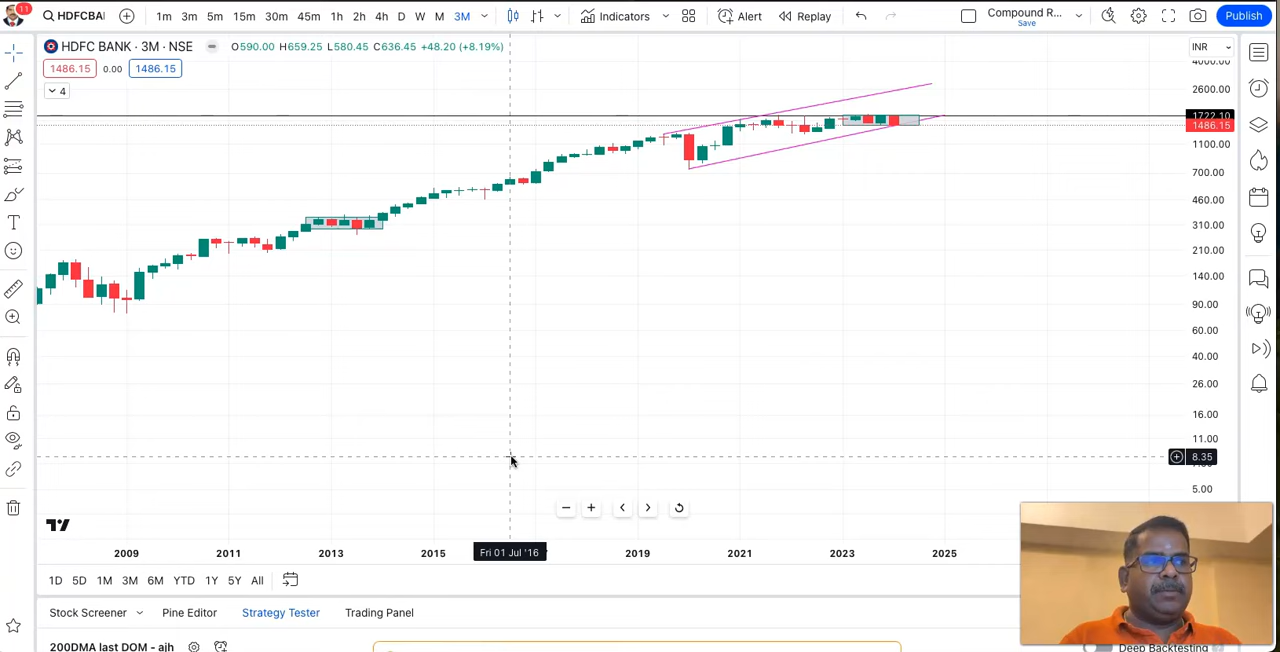 11
HDFCBA
1m 3m 5m 15m 30m 45m 1h 2h 4h D W M 3M
Indicators
Alert
Replay
Compound R...
Save
Publish
HDFC BANK · 3M · NSE
O590.00 H659.25 L580.45 C636.45 +48.20 (+8.19%)
INR
1486.15 0.00 1486.15
4
2600.00
1722.10
1486.15
1100.00
700.00
460.00
310.00
210.00
140.00
90.00
60.00
40.00
26.00
16.00
11.00
8.35
5.00
2009 2011 2013 2015 Fri 01 Jul '16 2019 2021 2023 2025
1D 5D 1M 3M 6M YTD 1Y 5Y All
Stock Screener Pine Editor Strategy Tester Trading Panel
200DMA last DOM - ajh
Deep Backtesting